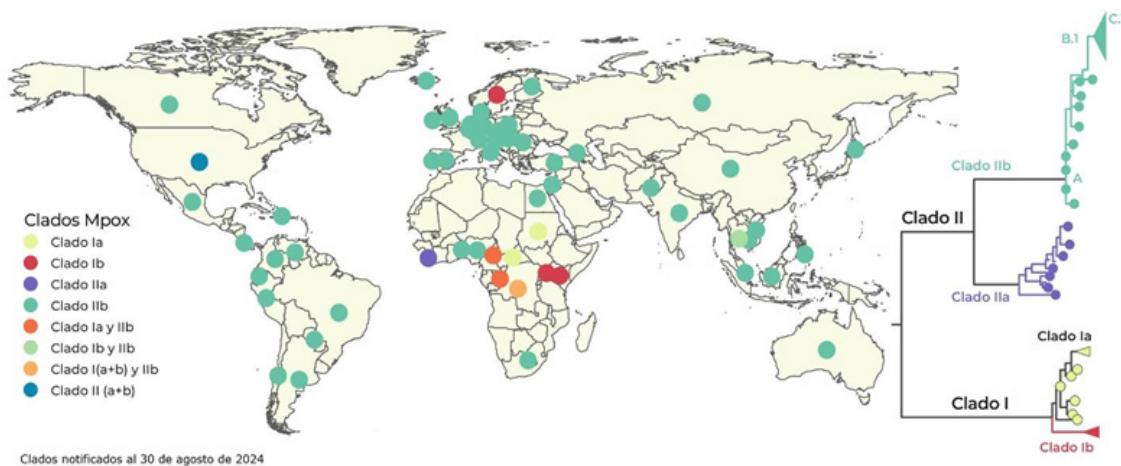 Clados Mpox
Clado Ia
Clado Ib
Clado IIa
Clado IIb
Clado Ia y IIb
Clado Ib y IIb
Clado I(a+b) y IIb
Clado II (a+b)
Clados notificados al 30 de agosto de 2024
C.
B.1
Clado IIb
A
Clado II
Clado IIa
Clado Ia
Clado I
Clado Ib